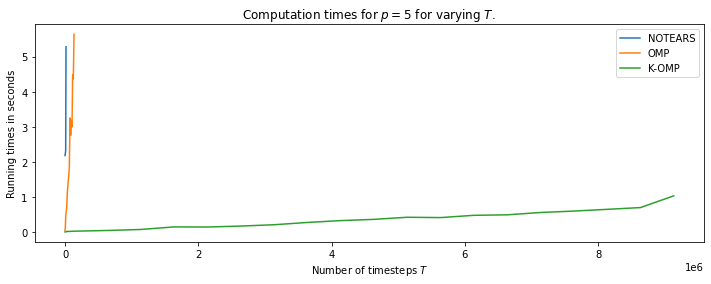 Computation times for p = 5 for varying T.
NOTEARS
OMP
K-OMP
Running times in seconds
5
4
3
2
1
0
0 2 4 6 8
1e6
Number of timesteps T